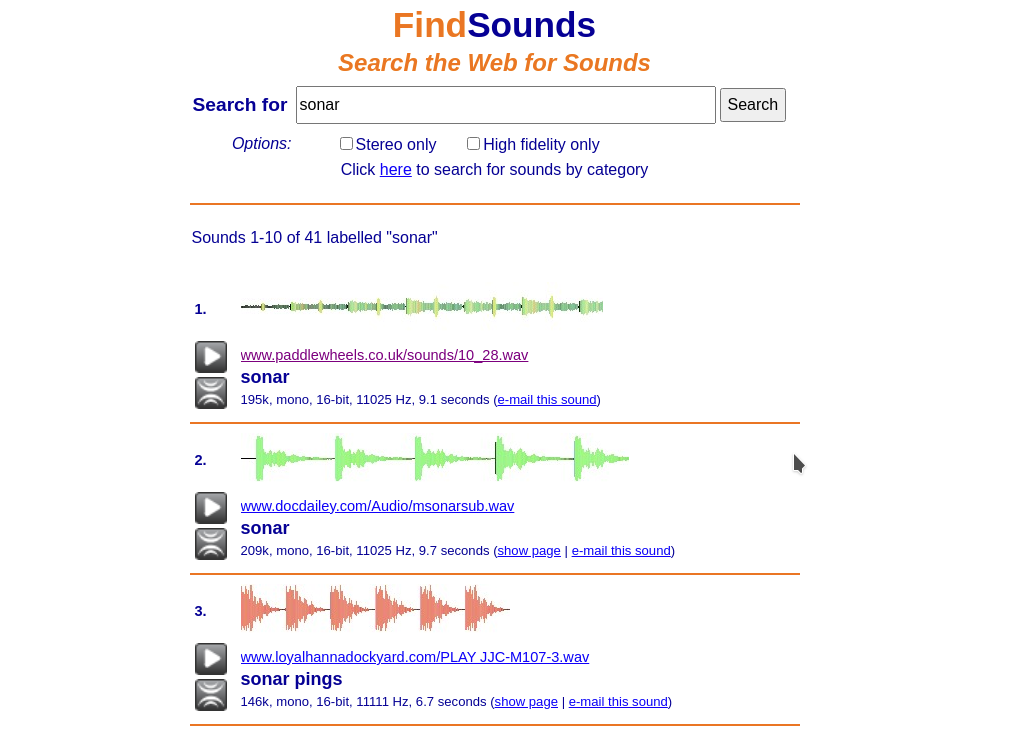 FindSounds
Search the Web for Sounds
Search for sonar Search
Options: Stereo only High fidelity only
Click here to search for sounds by category
Sounds 1-10 of 41 labelled "sonar"
1.
www.paddlewheels.co.uk/sounds/10_28.wav
sonar
195k, mono, 16-bit, 11025 Hz, 9.1 seconds (e-mail this sound)
2.
www.docdailey.com/Audio/msonarsub.wav
sonar
209k, mono, 16-bit, 11025 Hz, 9.7 seconds (show page | e-mail this sound)
3.
www.loyalhannadockyard.com/PLAY JJC-M107-3.wav
sonar pings
146k, mono, 16-bit, 11111 Hz, 6.7 seconds (show page | e-mail this sound)